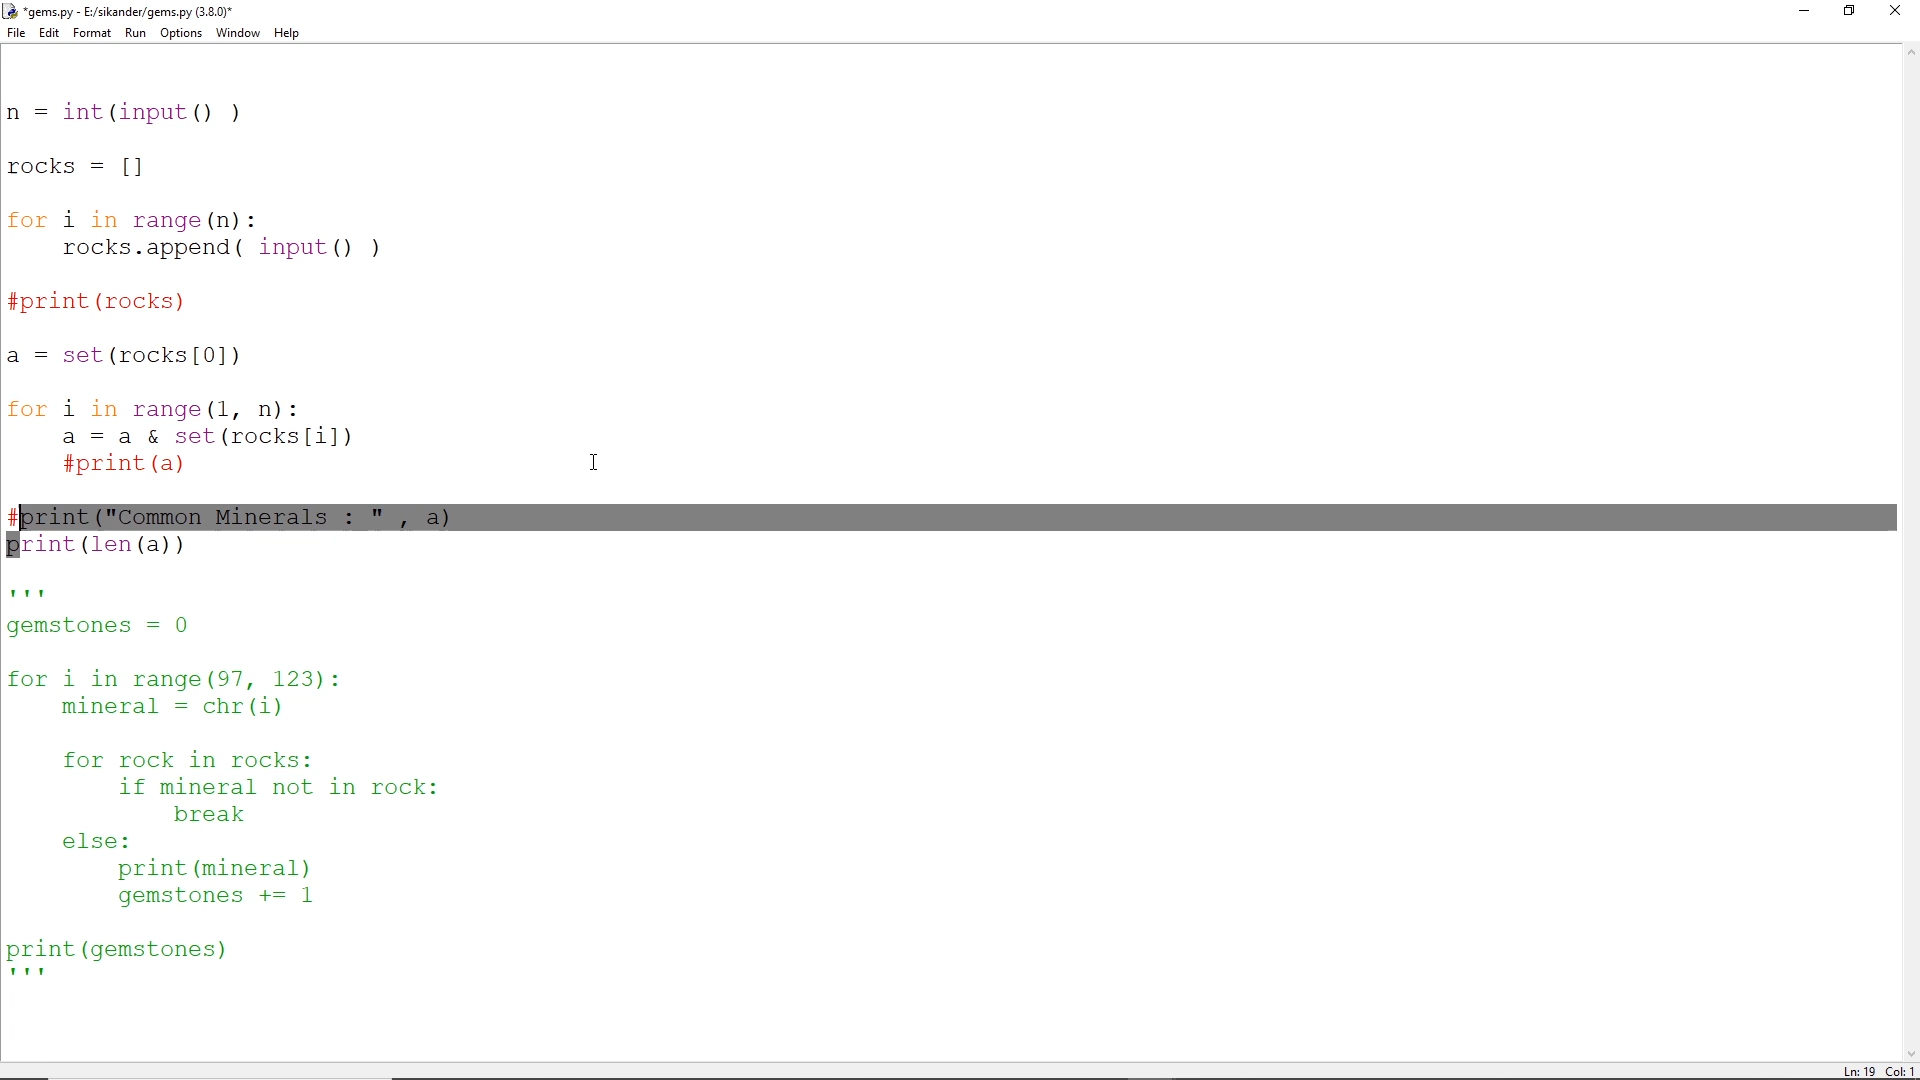 *gems.py - E:/sikander/gems.py (3.8.0)*
File Edit Format Run Options Window Help
n = int(input() )
rocks = []
for i in range(n):
    rocks.append( input() )
#print(rocks)
a = set(rocks[0])
for i in range(1, n):
    a = a & set(rocks[i])
    #print(a)
#print("Common Minerals : " , a)
print(len(a))
'''
gemstones = 0
for i in range(97, 123):
    mineral = chr(i)
    for rock in rocks:
        if mineral not in rock:
            break
    else:
        print(mineral)
        gemstones += 1
print(gemstones)
'''
Ln: 19 Col: 1